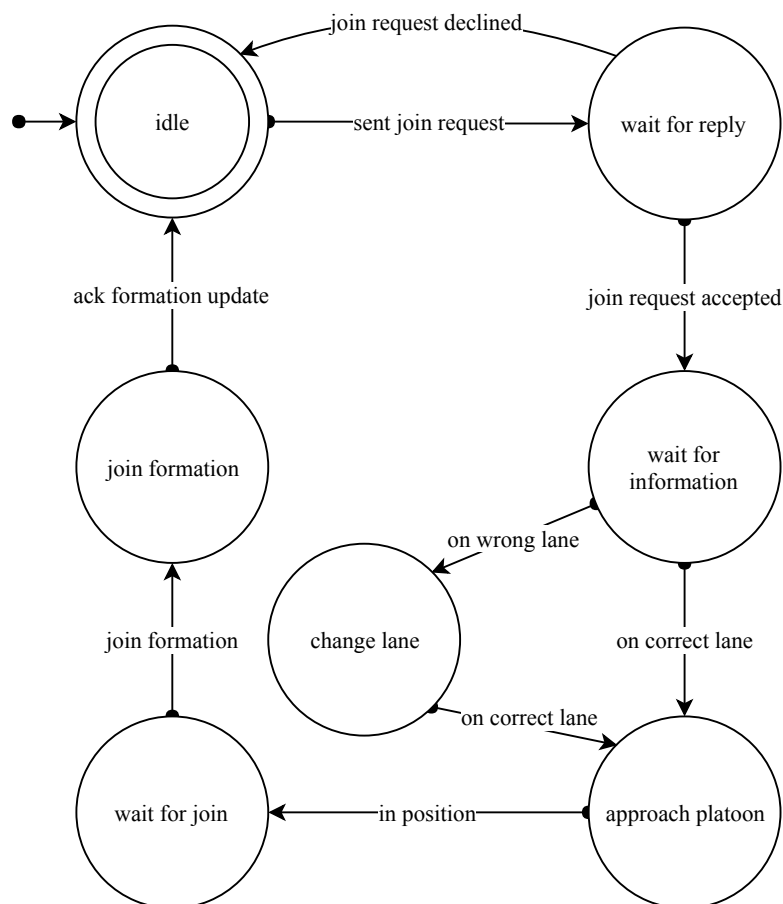 join request declined
idle
sent join request
wait for reply
ack formation update
join request accepted
join formation
wait for
information
on wrong lane
join formation
change lane
on correct lane
on correct lane
wait for join
in position
approach platoon